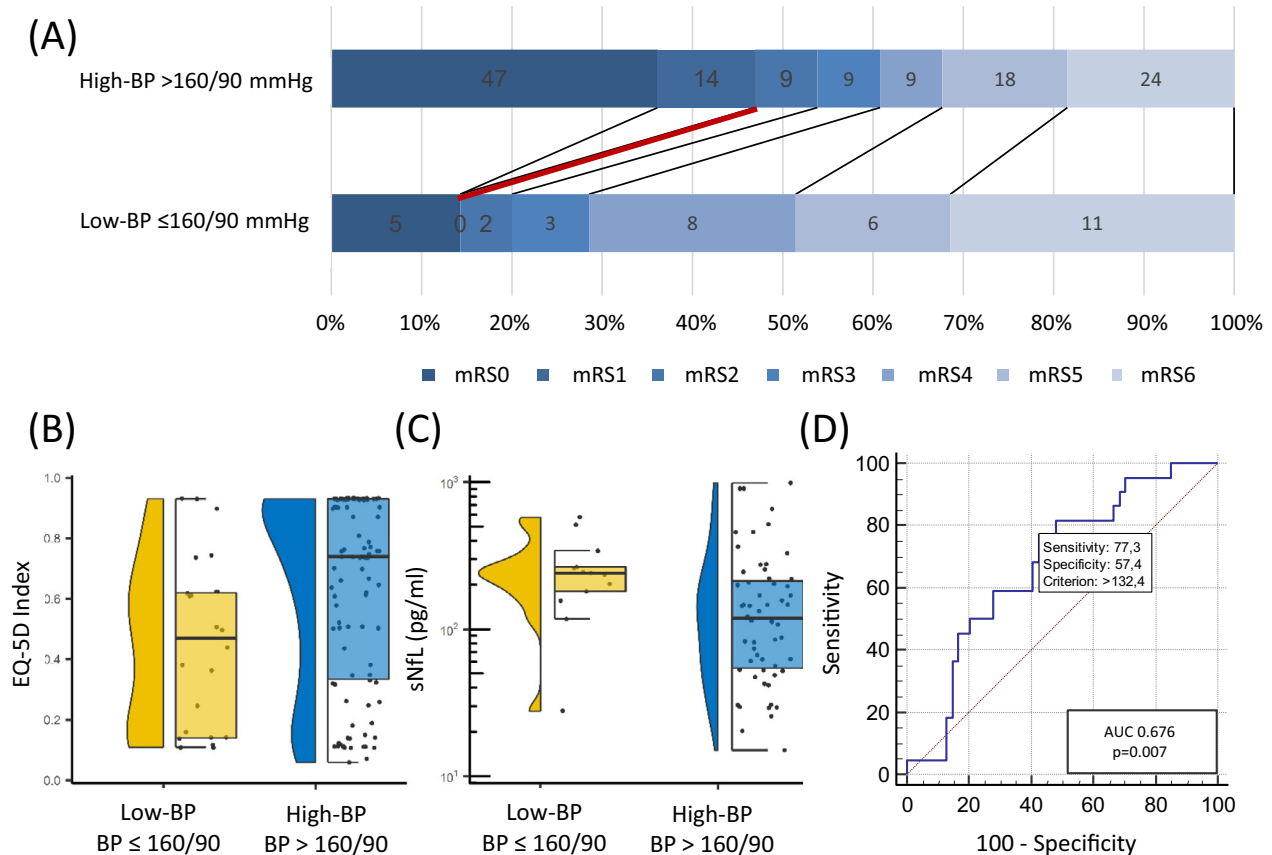 (A)
High-BP >160/90 mmHg
47 14 9 9 9 18 24
Low-BP ≤160/90 mmHg
5 0 2 3 8 6 11
0% 10% 20% 30% 40% 50% 60% 70% 80% 90% 100%
mRS0 mRS1 mRS2 mRS3 mRS4 mRS5 mRS6
(B)
EQ-5D Index
1.0
0.8
0.6
0.4
0.2
0.0
Low-BP
BP ≤ 160/90
High-BP
BP > 160/90
(C)
sNfL (pg/ml)
10³
10²
10¹
Low-BP
BP ≤ 160/90
High-BP
BP > 160/90
(D)
Sensitivity
100
80
60
40
20
0
Sensitivity: 77,3
Specificity: 57,4
Criterion: >132,4
AUC 0.676
p=0.007
0 20 40 60 80 100
100 - Specificity